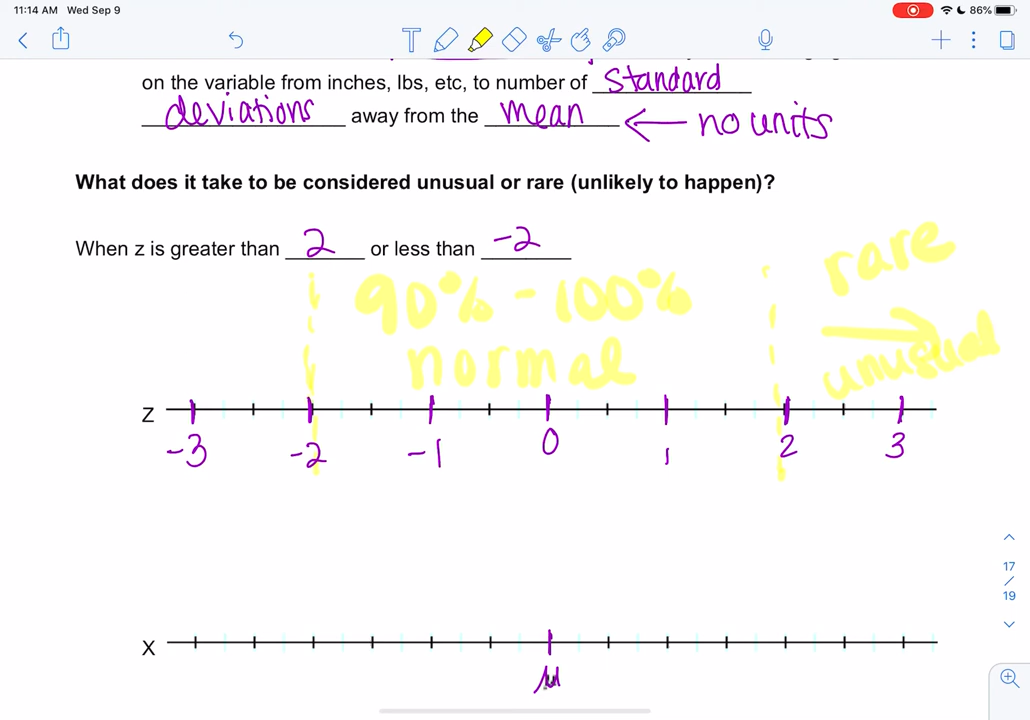 11:14 AM Wed Sep 9
86%
T
on the variable from inches, lbs, etc, to number of standard
deviations away from the mean ← no units
What does it take to be considered unusual or rare (unlikely to happen)?
When z is greater than 2 or less than -2
90% - 100%
normal
rare
unusual
Z
-3 -2 -1 0 1 2 3
17
/
19
X
μ